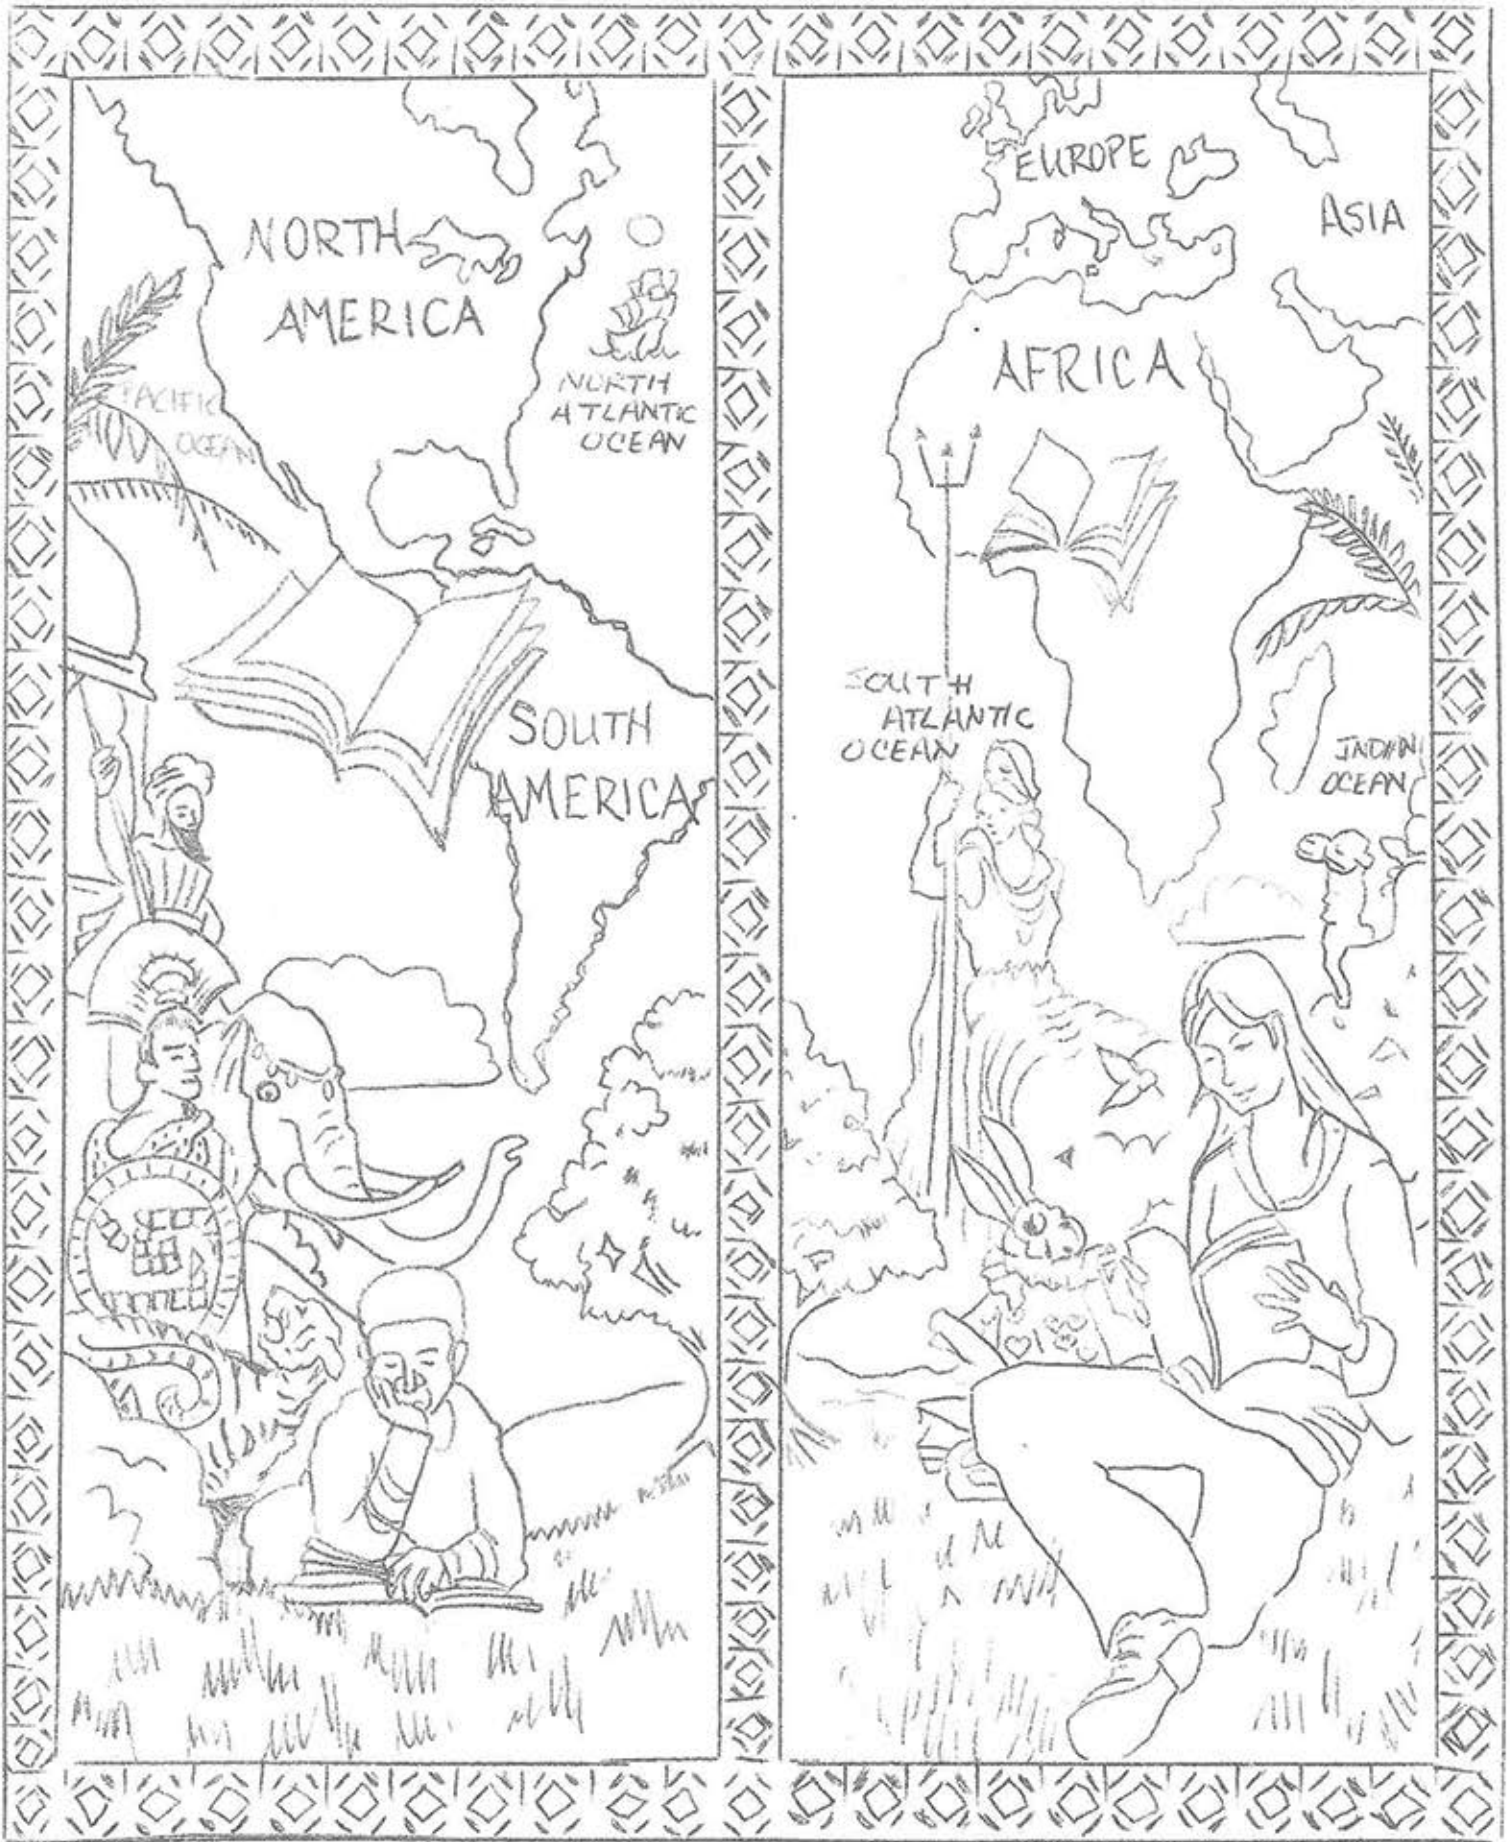 NORTH
AMERICA
PACIFIC
OCEAN
NORTH
ATLANTIC
OCEAN
SOUTH
AMERICA
EUROPE
ASIA
AFRICA
SOUTH
ATLANTIC
OCEAN
INDIAN
OCEAN